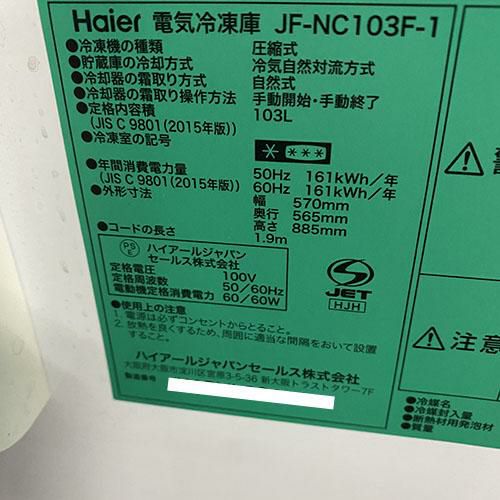 Haier 電気冷凍庫 JF-NC103F-1
●冷凍機の種類 圧縮式
●貯蔵庫の冷却方式 冷気自然対流方式
●冷却器の霜取り方式 自然式
●冷却器の霜取り操作方法 手動開始・手動終了
●定格内容積 103L
(JIS C 9801(2015年版))
●冷凍室の記号
●年間消費電力量 50Hz 161kWh/年
(JIS C 9801(2015年版)) 60Hz 161kWh/年
●外形寸法 幅 570mm
奥行 565mm
高さ 885mm
●コードの長さ 1.9m
PS E ハイアールジャパン
セールス株式会社
定格電圧 100V
定格周波数 50/60Hz
電動機定格消費電力 60/60W
JET
HJH
●使用上の注意
1. 電源は必ずコンセントからとること。
2. 放熱を良くするため、周囲に適当な間隔をおいて設置
すること。
ハイアールジャパンセールス株式会社
大阪府大阪市淀川区宮原3-5-36 新大阪トラストタワー7F
製造番号
注意
●冷媒名
●冷媒封入量
●断熱材用発泡材
●質量